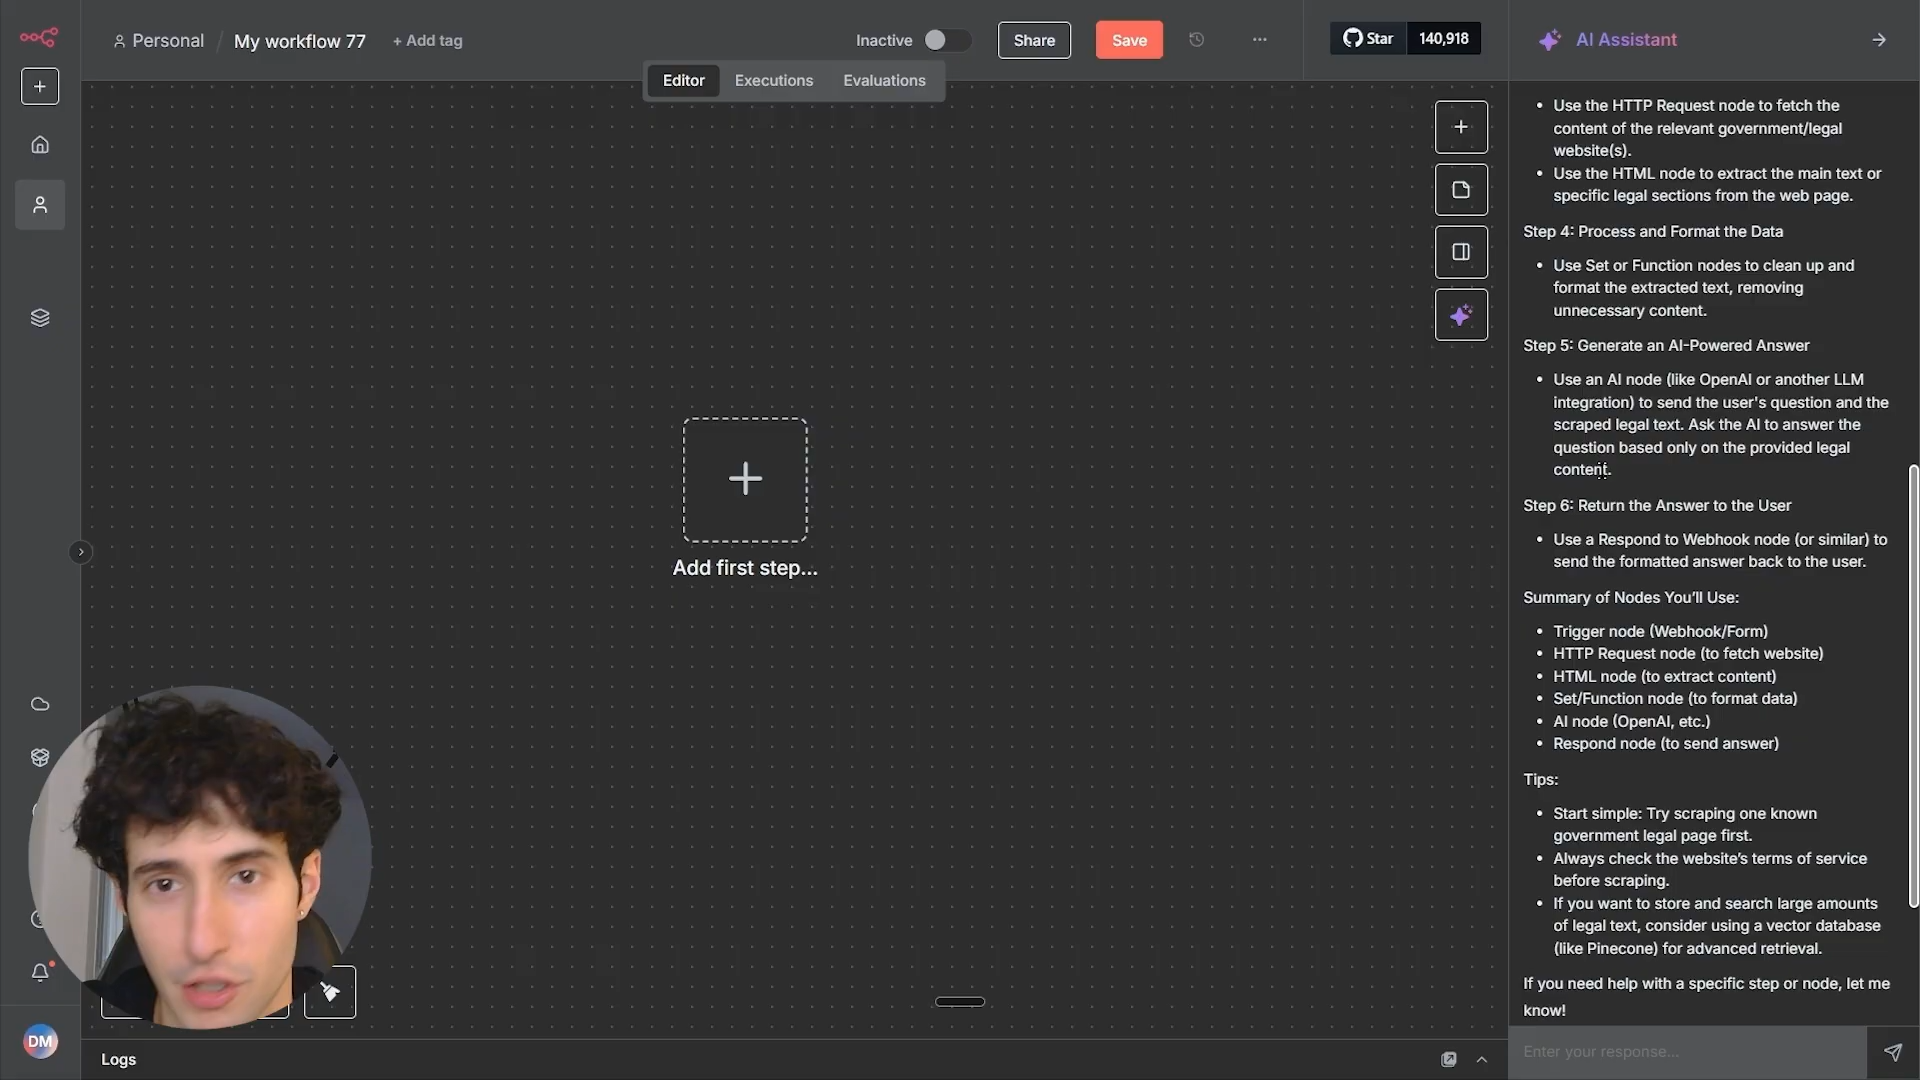 Personal / My workflow 77 + Add tag
Inactive
Share
Save
...
Star 140,918
AI Assistant
Editor Executions Evaluations
Add first step...
• Use the HTTP Request node to fetch the
content of the relevant government/legal
website(s).
• Use the HTML node to extract the main text or
specific legal sections from the web page.
Step 4: Process and Format the Data
• Use Set or Function nodes to clean up and
format the extracted text, removing
unnecessary content.
Step 5: Generate an AI-Powered Answer
• Use an AI node (like OpenAI or another LLM
integration) to send the user's question and the
scraped legal text. Ask the AI to answer the
question based only on the provided legal
content.
Step 6: Return the Answer to the User
• Use a Respond to Webhook node (or similar) to
send the formatted answer back to the user.
Summary of Nodes You’ll Use:
• Trigger node (Webhook/Form)
• HTTP Request node (to fetch website)
• HTML node (to extract content)
• Set/Function node (to format data)
• AI node (OpenAI, etc.)
• Respond node (to send answer)
Tips:
• Start simple: Try scraping one known
government legal page first.
• Always check the website’s terms of service
before scraping.
• If you want to store and search large amounts
of legal text, consider using a vector database
(like Pinecone) for advanced retrieval.
If you need help with a specific step or node, let me
know!
Enter your response...
DM
Logs